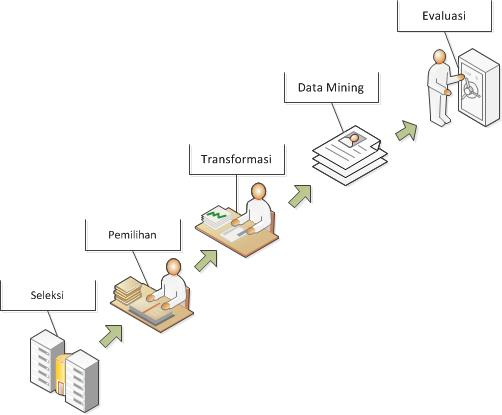 Evaluasi
Data Mining
Transformasi
Pemilihan
Seleksi